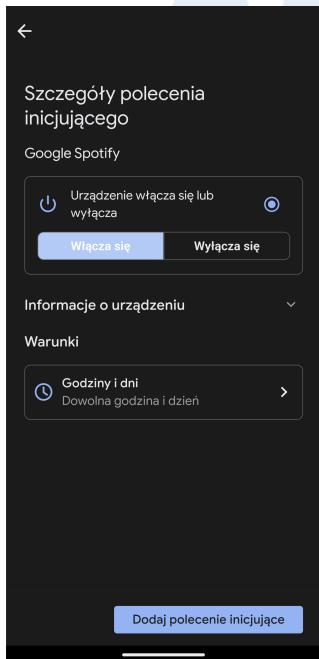 Szczegóły polecenia
inicjującego
Google Spotify
Urządzenie włącza się lub
wyłącza
Włącza się
Wyłącza się
Informacje o urządzeniu
Warunki
Godziny i dni
Dowolna godzina i dzień
Dodaj polecenie inicjujące